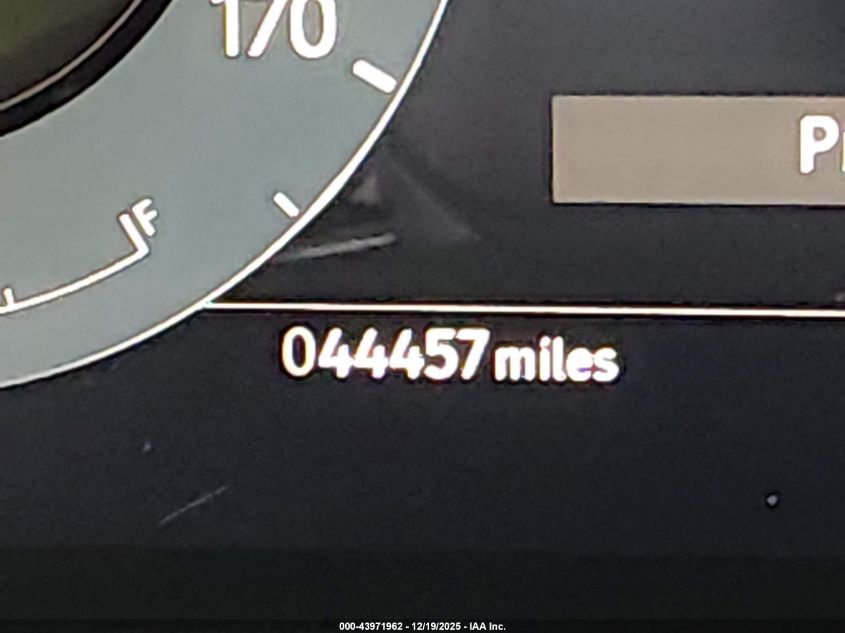 170
F
044457 miles
000-43971962 - 12/19/2025 - IAA Inc.